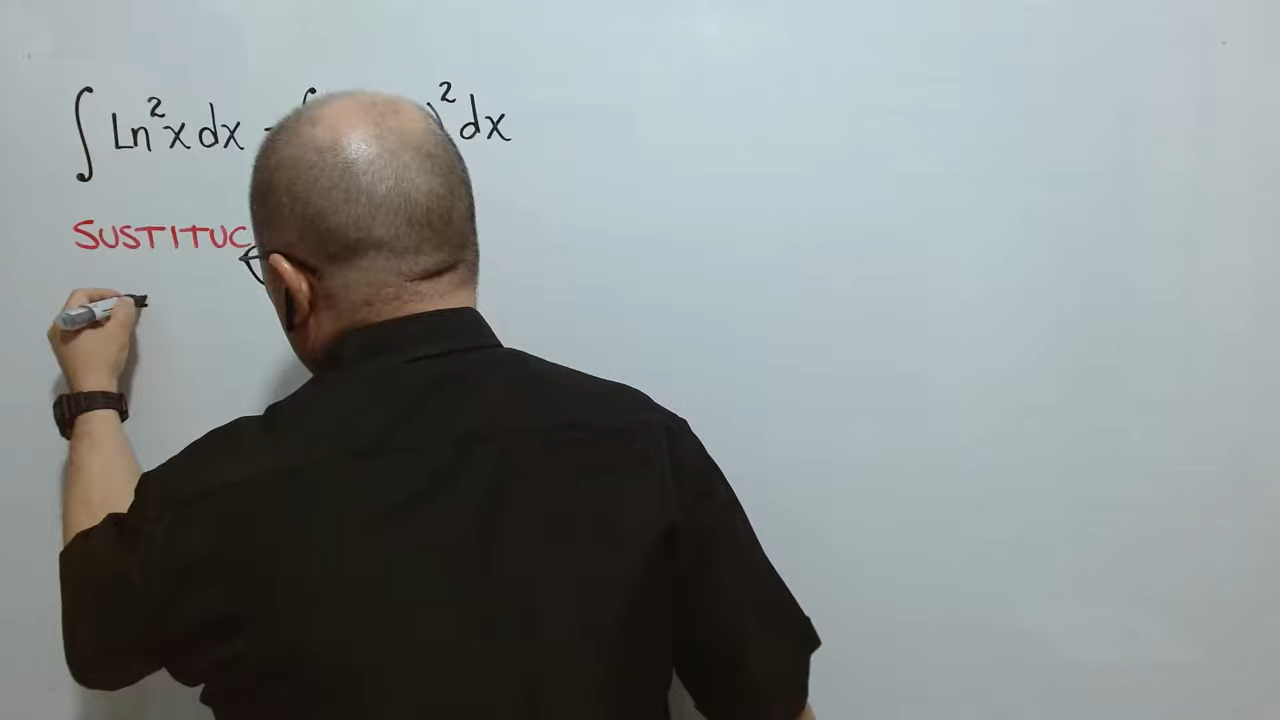 ∫ Ln²x dx )² dx
SUSTITUC